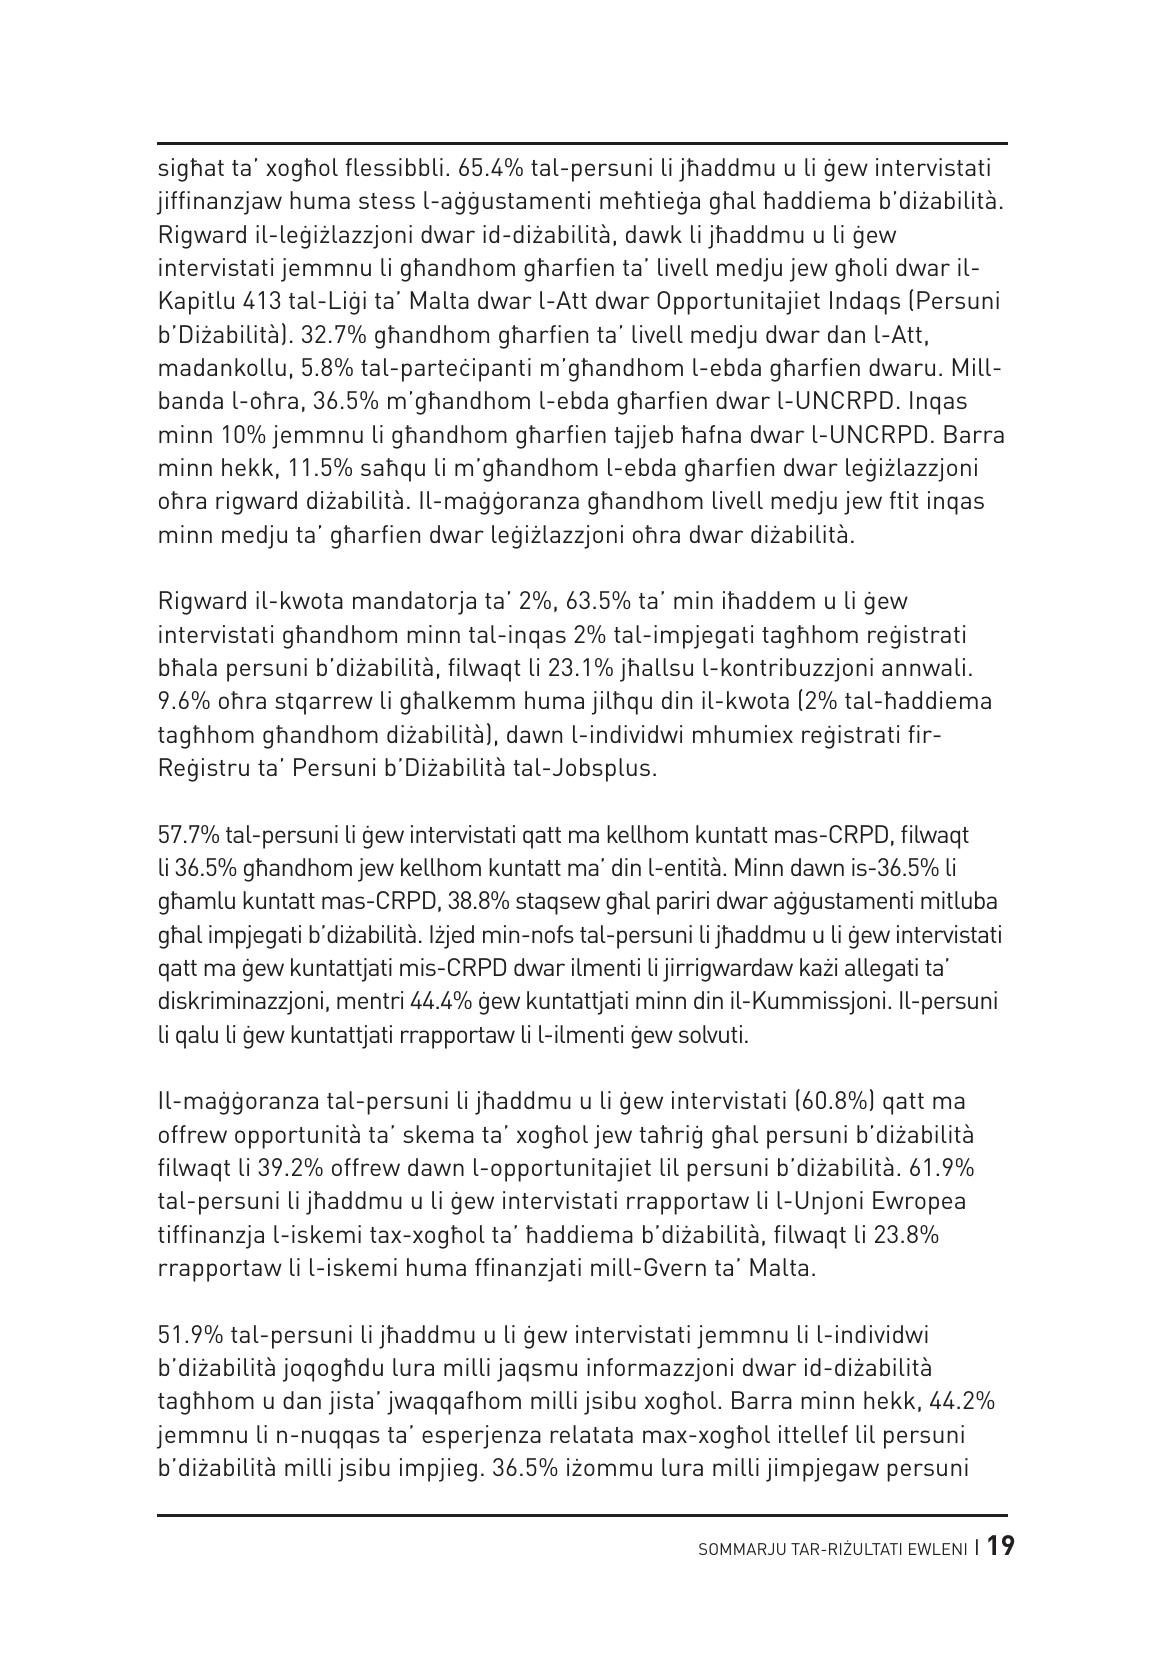 sigħat ta’ xogħol flessibbli. 65.4% tal-persuni li jħaddmu u li ġew intervistati
jiffinanzjaw huma stess l-aġġustamenti meħtieġa għal ħaddiema b’diżabilità.
Rigward il-leġiżlazzjoni dwar id-diżabilità, dawk li jħaddmu u li ġew
intervistati jemmnu li għandhom għarfien ta’ livell medju jew għoli dwar il-
Kapitlu 413 tal-Liġi ta’ Malta dwar l-Att dwar Opportunitajiet Indaqs (Persuni
b’Diżabilità). 32.7% għandhom għarfien ta’ livell medju dwar dan l-Att,
madankollu, 5.8% tal-parteċipanti m’għandhom l-ebda għarfien dwaru. Mill-
banda l-oħra, 36.5% m’għandhom l-ebda għarfien dwar l-UNCRPD. Inqas
minn 10% jemmnu li għandhom għarfien tajjeb ħafna dwar l-UNCRPD. Barra
minn hekk, 11.5% saħqu li m’għandhom l-ebda għarfien dwar leġiżlazzjoni
oħra rigward diżabilità. Il-maġġoranza għandhom livell medju jew ftit inqas
minn medju ta’ għarfien dwar leġiżlazzjoni oħra dwar diżabilità.
Rigward il-kwota mandatorja ta’ 2%, 63.5% ta’ min iħaddem u li ġew
intervistati għandhom minn tal-inqas 2% tal-impjegati tagħhom reġistrati
bħala persuni b’diżabilità, filwaqt li 23.1% jħallsu l-kontribuzzjoni annwali.
9.6% oħra stqarrew li għalkemm huma jilħqu din il-kwota (2% tal-ħaddiema
tagħhom għandhom diżabilità), dawn l-individwi mhumiex reġistrati fir-
Reġistru ta’ Persuni b’Diżabilità tal-Jobsplus.
57.7% tal-persuni li ġew intervistati qatt ma kellhom kuntatt mas-CRPD, filwaqt
li 36.5% għandhom jew kellhom kuntatt ma’ din l-entità. Minn dawn is-36.5% li
għamlu kuntatt mas-CRPD, 38.8% staqsew għal pariri dwar aġġustamenti mitluba
għal impjegati b’diżabilità. Iżjed min-nofs tal-persuni li jħaddmu u li ġew intervistati
qatt ma ġew kuntattjati mis-CRPD dwar ilmenti li jirrigwardaw każi allegati ta’
diskriminazzjoni, mentri 44.4% ġew kuntattjati minn din il-Kummissjoni. Il-persuni
li qalu li ġew kuntattjati rrapportaw li l-ilmenti ġew solvuti.
Il-maġġoranza tal-persuni li jħaddmu u li ġew intervistati (60.8%) qatt ma
offrew opportunità ta’ skema ta’ xogħol jew taħriġ għal persuni b’diżabilità
filwaqt li 39.2% offrew dawn l-opportunitajiet lil persuni b’diżabilità. 61.9%
tal-persuni li jħaddmu u li ġew intervistati rrapportaw li l-Unjoni Ewropea
tiffinanzja l-iskemi tax-xogħol ta’ ħaddiema b’diżabilità, filwaqt li 23.8%
rrapportaw li l-iskemi huma ffinanzjati mill-Gvern ta’ Malta.
51.9% tal-persuni li jħaddmu u li ġew intervistati jemmnu li l-individwi
b’diżabilità joqogħdu lura milli jaqsmu informazzjoni dwar id-diżabilità
tagħhom u dan jista’ jwaqqafhom milli jsibu xogħol. Barra minn hekk, 44.2%
jemmnu li n-nuqqas ta’ esperjenza relatata max-xogħol ittellef lil persuni
b’diżabilità milli jsibu impjieg. 36.5% iżommu lura milli jimpjegaw persuni
SOMMARJU TAR-RIŻULTATI EWLENI | 19